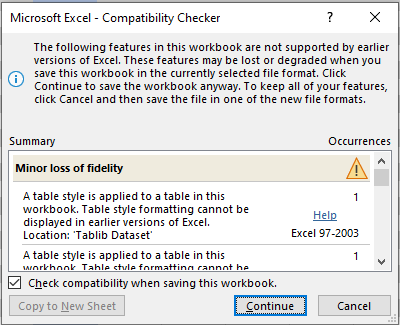 Microsoft Excel - Compatibility Checker
The following features in this workbook are not supported by earlier
versions of Excel. These features may be lost or degraded when you
save this workbook in the currently selected file format. Click
Continue to save the workbook anyway. To keep all of your features,
click Cancel and then save the file in one of the new file formats.
Summary Occurrences
Minor loss of fidelity
A table style is applied to a table in this 1
workbook. Table style formatting cannot be
displayed in earlier versions of Excel. Help
Location: 'Tablib Dataset' Excel 97-2003
A table style is applied to a table in this 1
workbook. Table style formatting cannot be
Check compatibility when saving this workbook.
Copy to New Sheet Continue Cancel